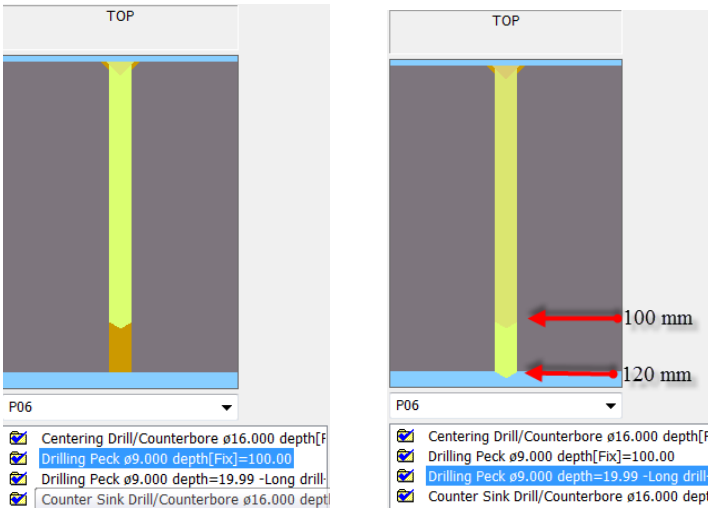 TOP
P06
Centering Drill/Counterbore ø16.000 depth[F
Drilling Peck ø9.000 depth[Fix]=100.00
Drilling Peck ø9.000 depth=19.99 -Long drill-
Counter Sink Drill/Counterbore ø16.000 dept
TOP
100 mm
120 mm
P06
Centering Drill/Counterbore ø16.000 depth[F
Drilling Peck ø9.000 depth[Fix]=100.00
Drilling Peck ø9.000 depth=19.99 -Long drill-
Counter Sink Drill/Counterbore ø16.000 dept